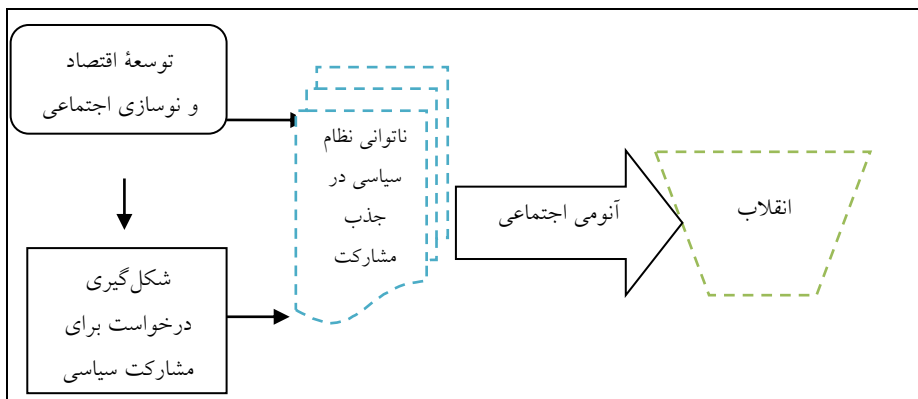 توسعهٔ اقتصاد
و نوسازی اجتماعی
شکل‌گیری
درخواست برای
مشارکت سیاسی
ناتوانی نظام
سیاسی در
جذب
مشارکت
آنومی اجتماعی
انقلاب